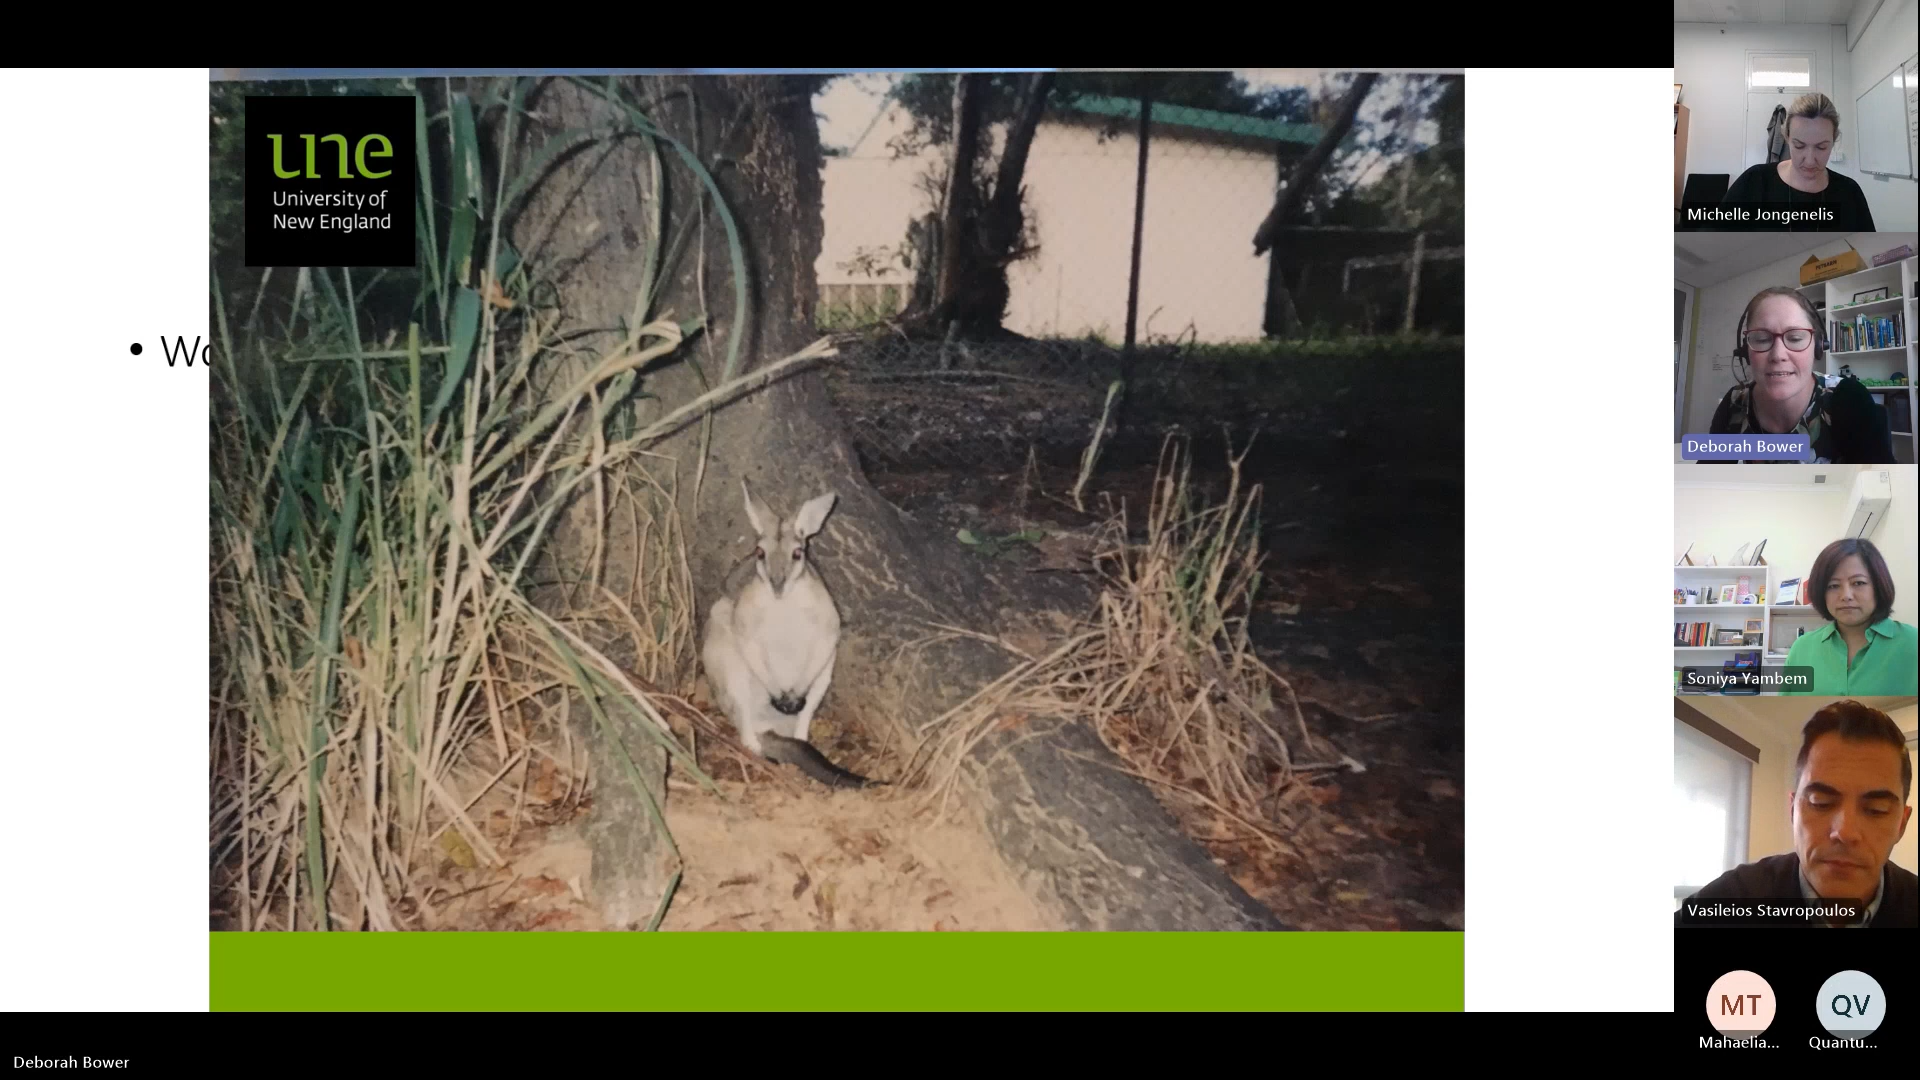 une
University of
New England
• Wo
Michelle Jongenelis
Deborah Bower
Soniya Yambem
Vasileios Stavropoulos
MT
QV
Mahaelia...
Quantu...
Deborah Bower